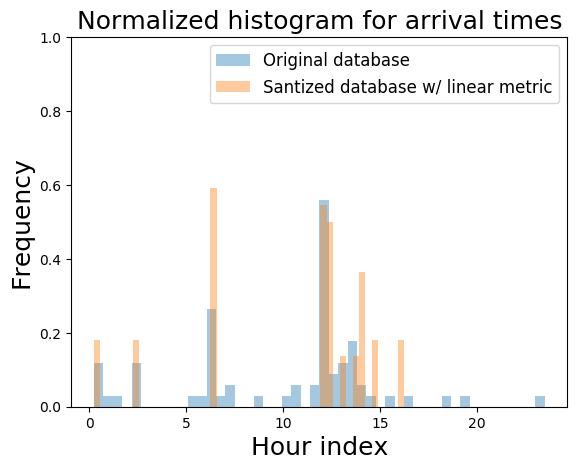 Normalized histogram for arrival times
Original database
Santized database w/ linear metric
Frequency
1.0
0.8
0.6
0.4
0.2
0.0
0 5 10 15 20
Hour index